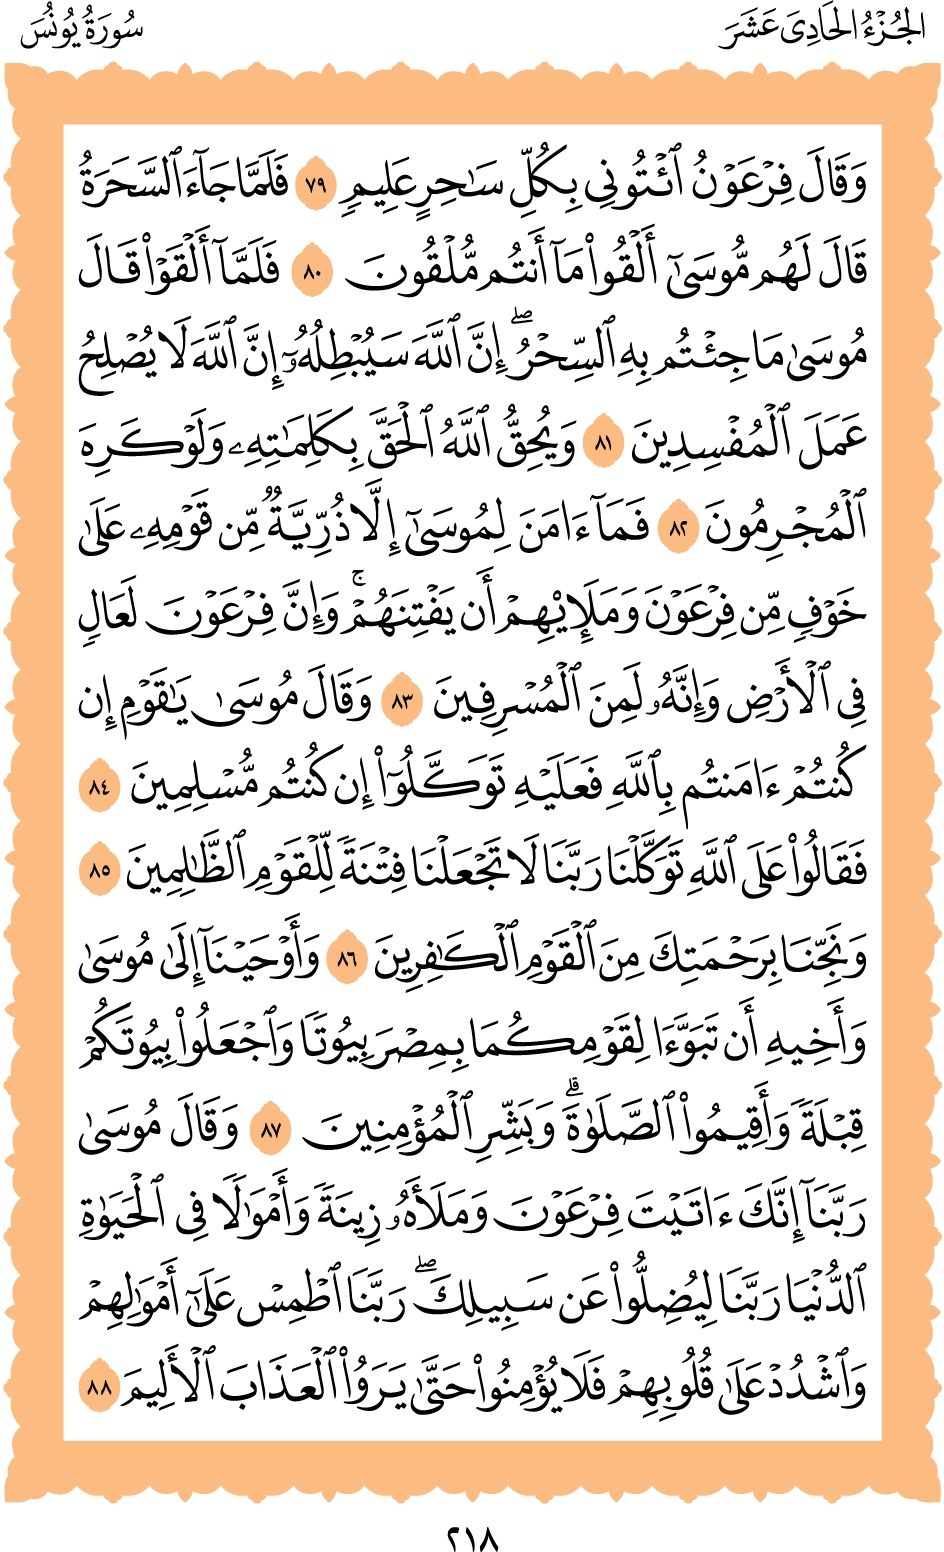 الجُزْءُ الحَادِىَ عَشَرَ
سُورَةُ يُونُسَ
وَقَالَ فِرْعَوْنُ ٱئْتُونِى بِكُلِّ سَٰحِرٍ عَلِيمٍ ٧٩ فَلَمَّا جَآءَ ٱلسَّحَرَةُ
قَالَ لَهُم مُّوسَىٰٓ أَلْقُوا۟ مَآ أَنتُم مُّلْقُونَ ٨٠ فَلَمَّآ أَلْقَوْا۟ قَالَ
مُوسَىٰ مَا جِئْتُم بِهِ ٱلسِّحْرُ ۖ إِنَّ ٱللَّهَ سَيُبْطِلُهُۥٓ إِنَّ ٱللَّهَ لَا يُصْلِحُ
عَمَلَ ٱلْمُفْسِدِينَ ٨١ وَيُحِقُّ ٱللَّهُ ٱلْحَقَّ بِكَلِمَٰتِهِۦ وَلَوْ كَرِهَ
ٱلْمُجْرِمُونَ ٨٢ فَمَآ ءَامَنَ لِمُوسَىٰٓ إِلَّا ذُرِّيَّةٌ مِّن قَوْمِهِۦ عَلَىٰ
خَوْفٍ مِّن فِرْعَوْنَ وَمَلَإِي۟هِمْ أَن يَفْتِنَهُمْ ۚ وَإِنَّ فِرْعَوْنَ لَعَالٍ
فِى ٱلْأَرْضِ وَإِنَّهُۥ لَمِنَ ٱلْمُسْرِفِينَ ٨٣ وَقَالَ مُوسَىٰ يَٰقَوْمِ إِن
كُنتُمْ ءَامَنتُم بِٱللَّهِ فَعَلَيْهِ تَوَكَّلُوٓا۟ إِن كُنتُم مُّسْلِمِينَ ٨٤
فَقَالُوا۟ عَلَى ٱللَّهِ تَوَكَّلْنَا رَبَّنَا لَا تَجْعَلْنَا فِتْنَةً لِّلْقَوْمِ ٱلظَّٰلِمِينَ ٨٥
وَنَجِّنَا بِرَحْمَتِكَ مِنَ ٱلْقَوْمِ ٱلْكَٰفِرِينَ ٨٦ وَأَوْحَيْنَآ إِلَىٰ مُوسَىٰ
وَأَخِيهِ أَن تَبَوَّءَا لِقَوْمِكُمَا بِمِصْرَ بُيُوتًا وَٱجْعَلُوا۟ بُيُوتَكُمْ
قِبْلَةً وَأَقِيمُوا۟ ٱلصَّلَوٰةَ ۗ وَبَشِّرِ ٱلْمُؤْمِنِينَ ٨٧ وَقَالَ مُوسَىٰ
رَبَّنَآ إِنَّكَ ءَاتَيْتَ فِرْعَوْنَ وَمَلَأَهُۥ زِينَةً وَأَمْوَٰلًا فِى ٱلْحَيَوٰةِ
ٱلدُّنْيَا رَبَّنَا لِيُضِلُّوا۟ عَن سَبِيلِكَ ۖ رَبَّنَا ٱطْمِسْ عَلَىٰٓ أَمْوَٰلِهِمْ
وَٱشْدُدْ عَلَىٰ قُلُوبِهِمْ فَلَا يُؤْمِنُوا۟ حَتَّىٰ يَرَوُا۟ ٱلْعَذَابَ ٱلْأَلِيمَ ٨٨
٢١٨